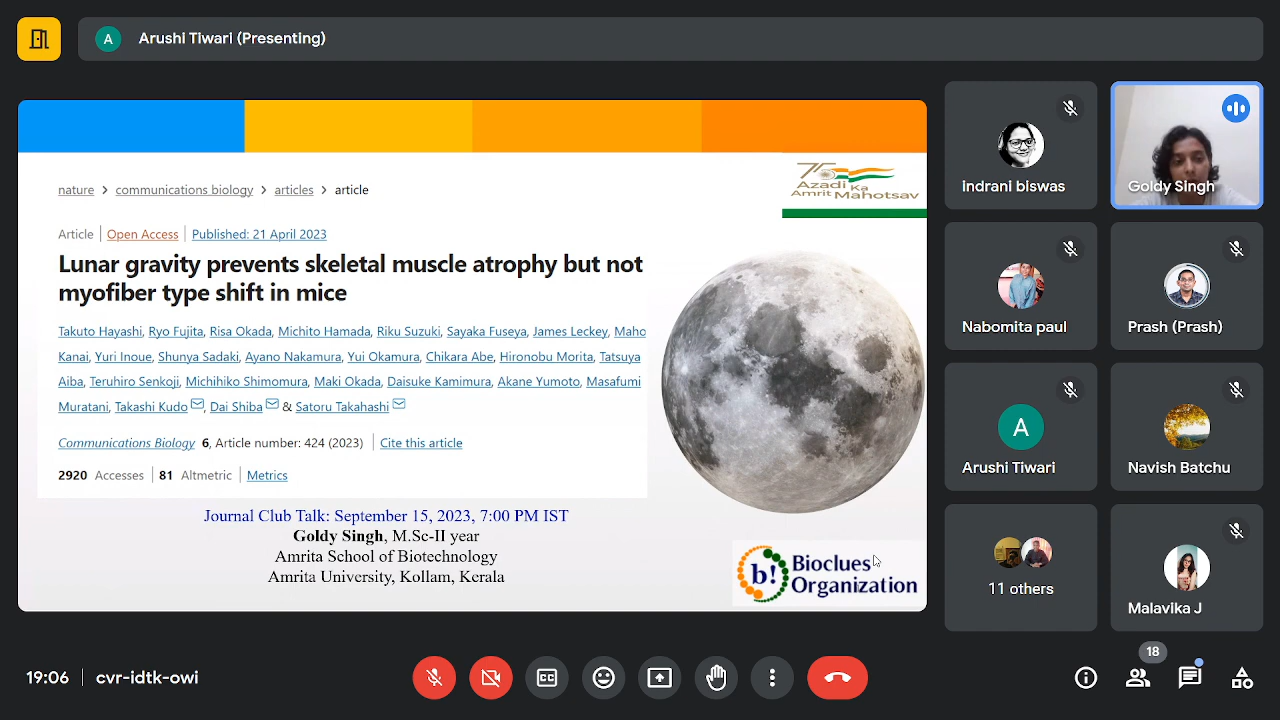 A Arushi Tiwari (Presenting)
nature > communications biology > articles > article
75
Azadi Ka
Amrit Mahotsav
Article | Open Access | Published: 21 April 2023
Lunar gravity prevents skeletal muscle atrophy but not
myofiber type shift in mice
Takuto Hayashi, Ryo Fujita, Risa Okada, Michito Hamada, Riku Suzuki, Sayaka Fuseya, James Leckey, Maho
Kanai, Yuri Inoue, Shunya Sadaki, Ayano Nakamura, Yui Okamura, Chikara Abe, Hironobu Morita, Tatsuya
Aiba, Teruhiro Senkoji, Michihiko Shimomura, Maki Okada, Daisuke Kamimura, Akane Yumoto, Masafumi
Muratani, Takashi Kudo, Dai Shiba & Satoru Takahashi
Communications Biology 6, Article number: 424 (2023) | Cite this article
2920 Accesses | 81 Altmetric | Metrics
Journal Club Talk: September 15, 2023, 7:00 PM IST
Goldy Singh, M.Sc-II year
Amrita School of Biotechnology
Amrita University, Kollam, Kerala
b! Bioclues
Organization
Indrani biswas
Goldy Singh
Nabomita paul
Prash (Prash)
A
Arushi Tiwari
Navish Batchu
11 others
Malavika J
19:06 | cvr-idtk-owi
18